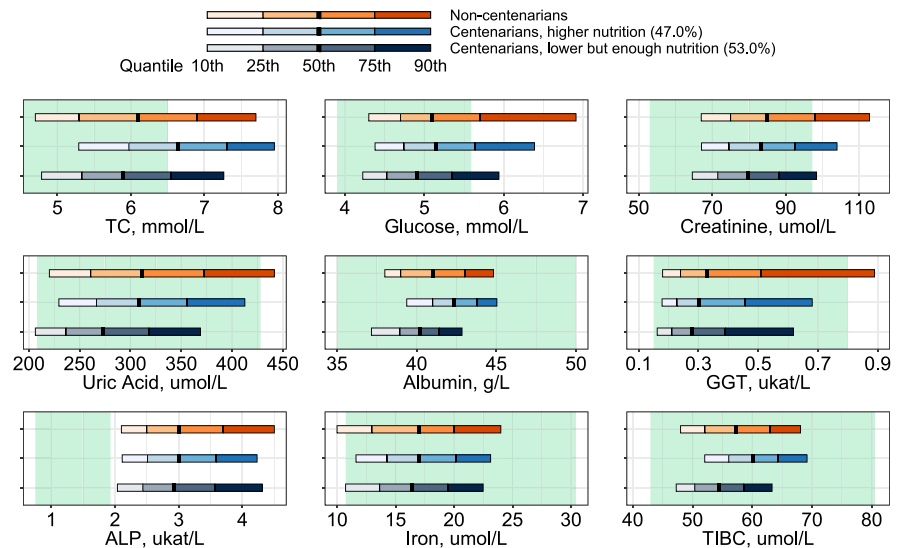 Non-centenarians
Centenarians, higher nutrition (47.0%)
Centenarians, lower but enough nutrition (53.0%)
Quantile 10th 25th 50th 75th 90th
5 6 7 8
TC, mmol/L
4 5 6 7
Glucose, mmol/L
50 70 90 110
Creatinine, umol/L
200 250 300 350 400 450
Uric Acid, umol/L
35 40 45 50
Albumin, g/L
0.1 0.3 0.5 0.7 0.9
GGT, ukat/L
1 2 3 4
ALP, ukat/L
10 15 20 25 30
Iron, umol/L
40 50 60 70 80
TIBC, umol/L